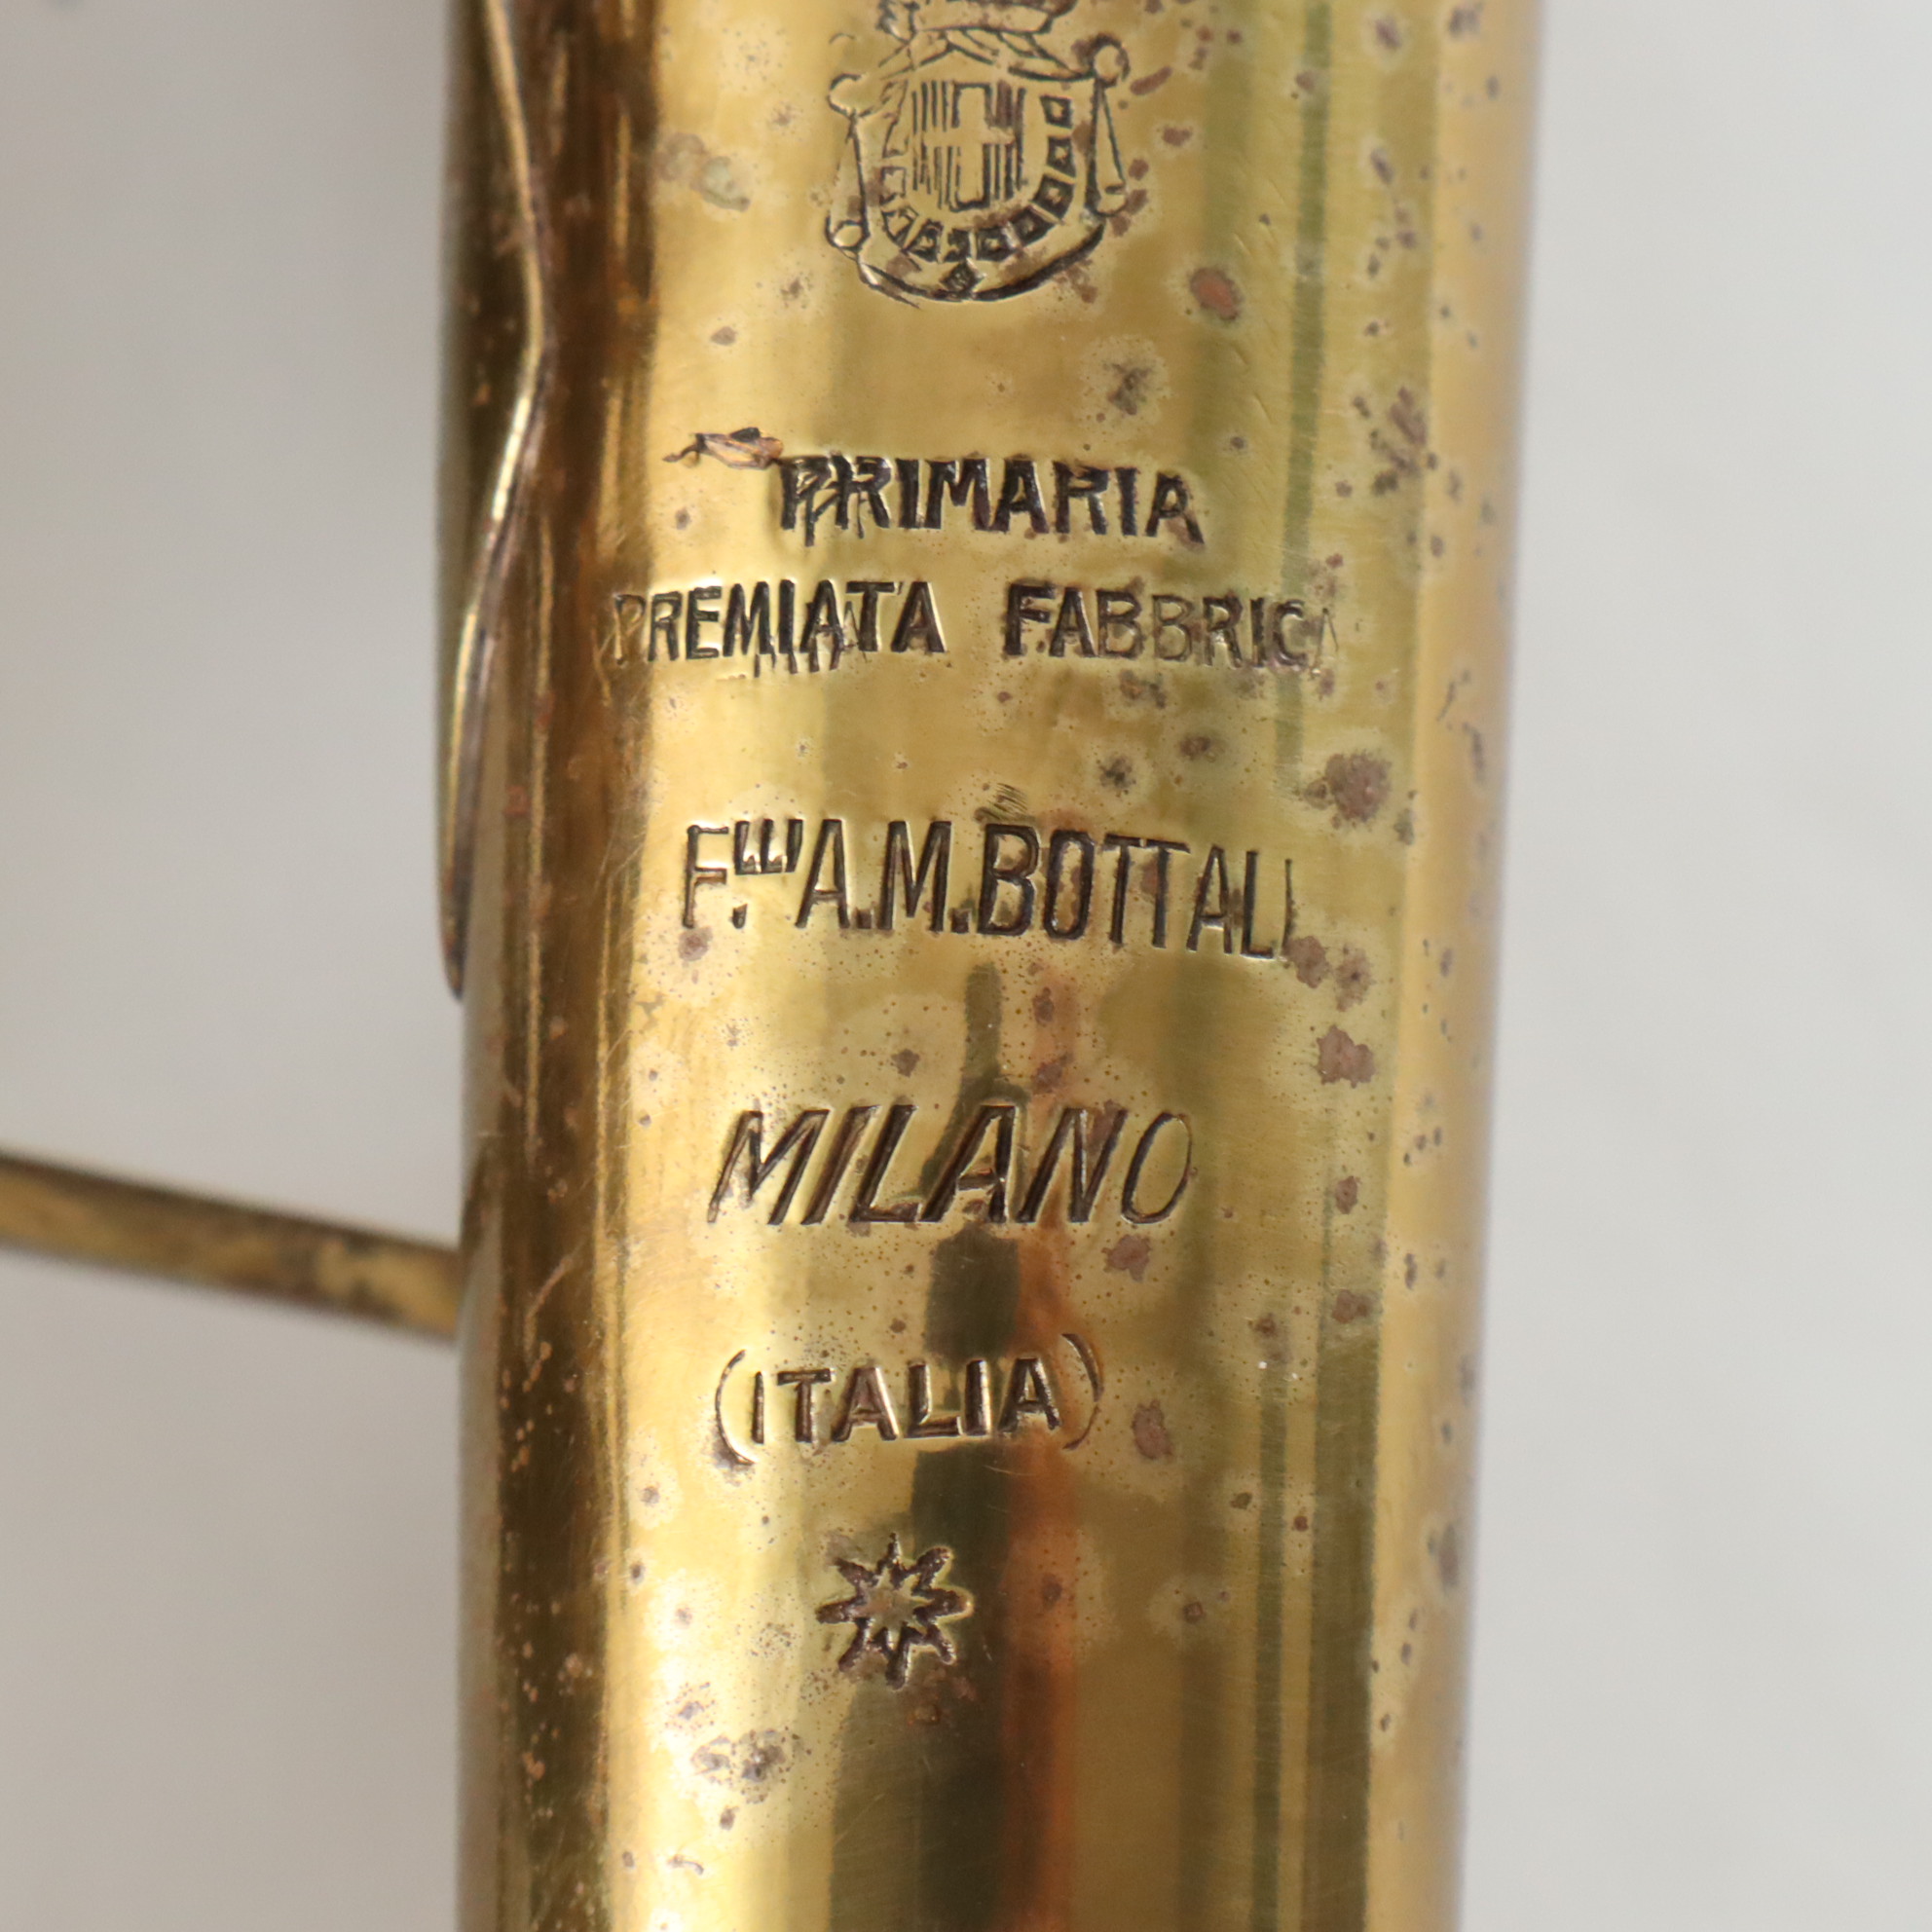 PRIMARIA
PREMIATA FABBRICA
F.lli A.M.BOTTALI
MILANO
(ITALIA)